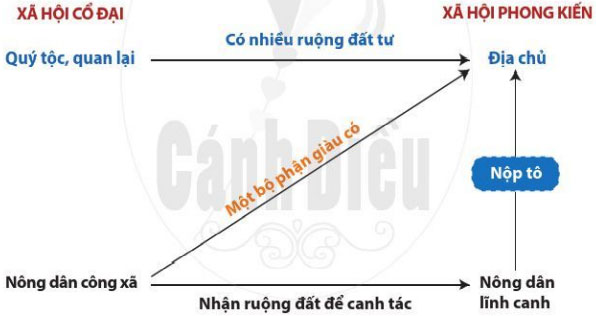 XÃ HỘI CỔ ĐẠI
XÃ HỘI PHONG KIẾN
Quý tộc, quan lại
Có nhiều ruộng đất tư
Địa chủ
Một bộ phận giàu có
Cánh Diều
Nộp tô
Nông dân công xã
Nhận ruộng đất để canh tác
Nông dân
lĩnh canh